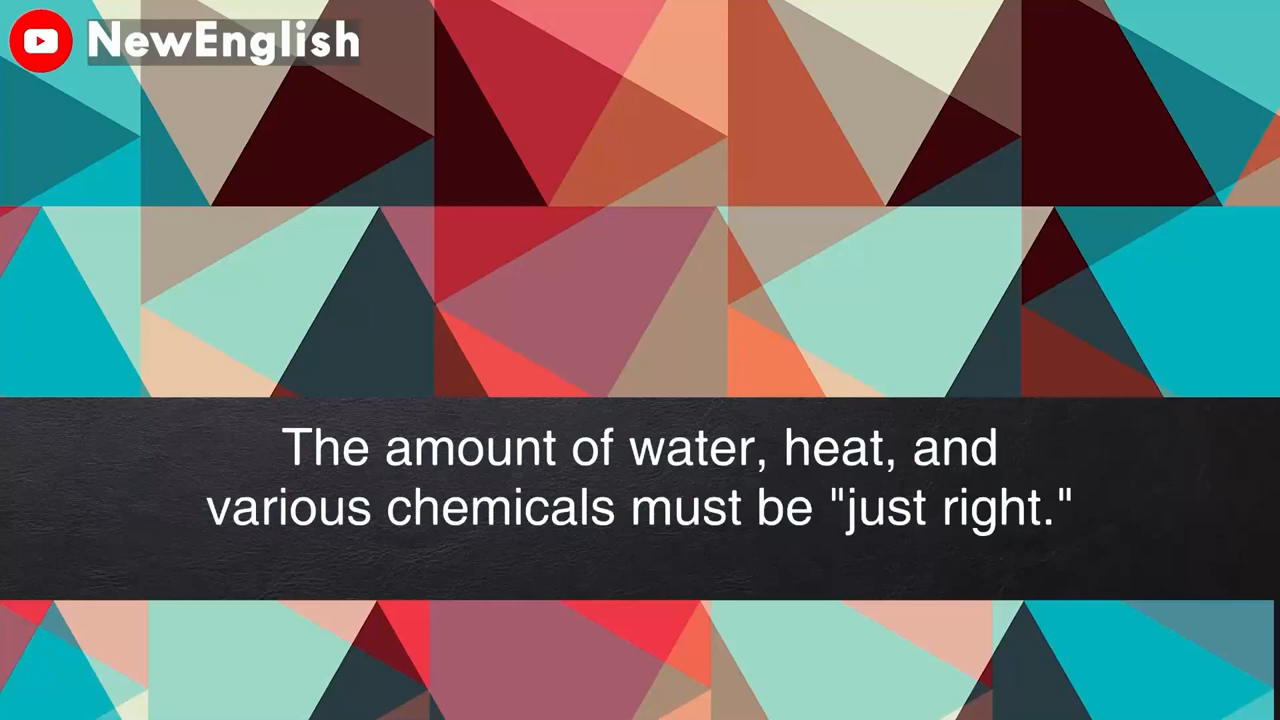 NewEnglish
The amount of water, heat, and
various chemicals must be "just right."